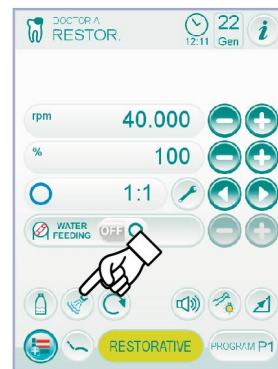 DOCTOR A
RESTOR.
12:11
22
Gen
i
rpm
40.000
%
100
1:1
WATER
FEEDING
OFF
RESTORATIVE
PROGRAM P1